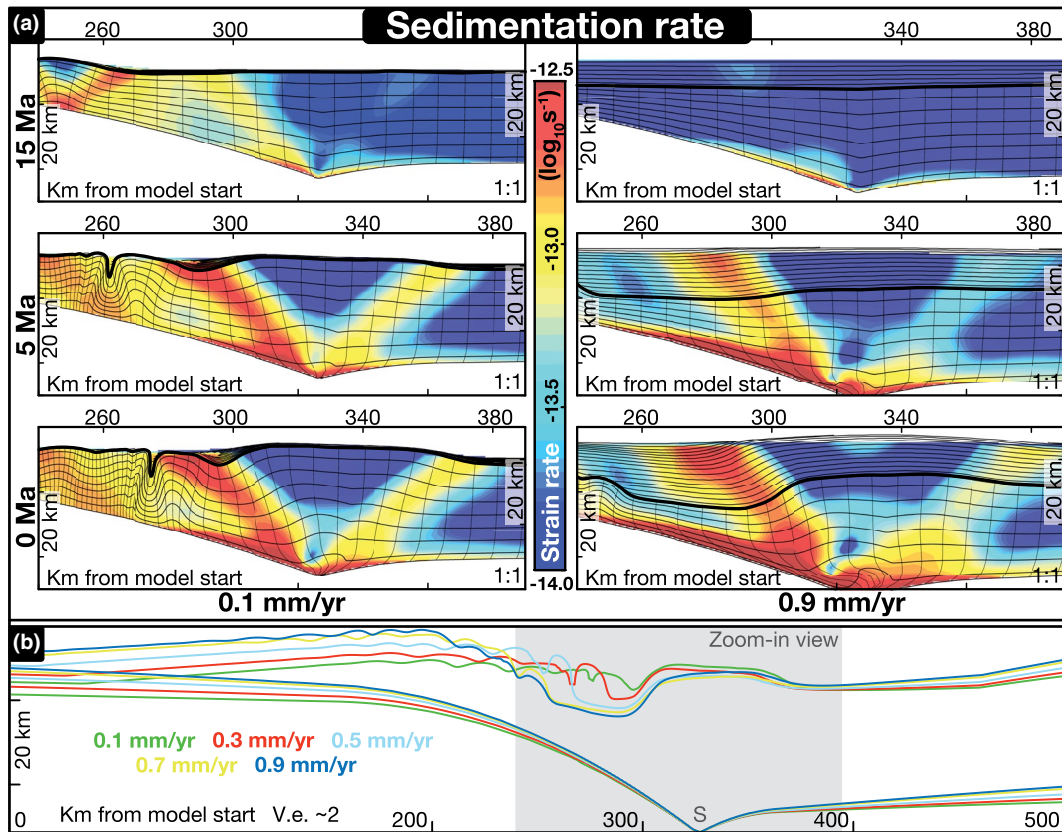 (a)
Sedimentation rate
260 300
340 380
15 Ma
20 km
20 km
Km from model start
1:1
20 km
20 km
Km from model start
1:1
-12.5
(log10s-1)
-13.0
-13.5
Strain rate
-14.0
260 300 340 380
5 Ma
20 km
20 km
Km from model start
1:1
260 300 340 380
20 km
20 km
Km from model start
1:1
260 300 340 380
0 Ma
20 km
20 km
Km from model start
1:1
260 300 340 380
20 km
20 km
Km from model start
1:1
0.1 mm/yr
0.9 mm/yr
(b)
Zoom-in view
20 km
0.1 mm/yr 0.3 mm/yr 0.5 mm/yr
0.7 mm/yr 0.9 mm/yr
S
0 Km from model start V.e. ~2 200 300 400 500